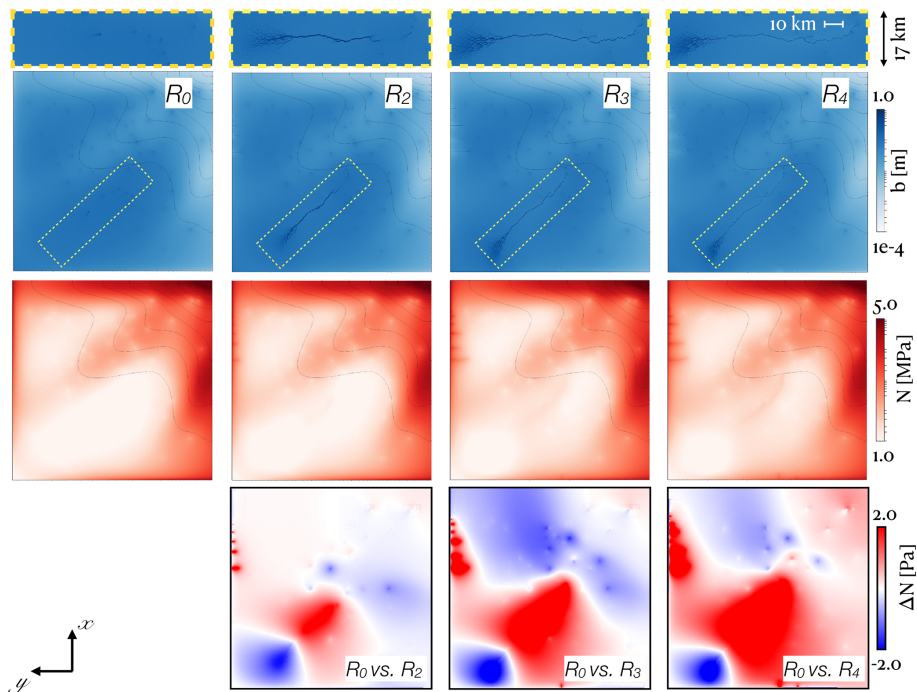 10 km
17 km
R0
R2
R3
R4
1.0
b [m]
1e-4
5.0
N [MPa]
1.0
2.0
ΔN [Pa]
-2.0
R0 vs. R2
R0 vs. R3
R0 vs. R4
x
y